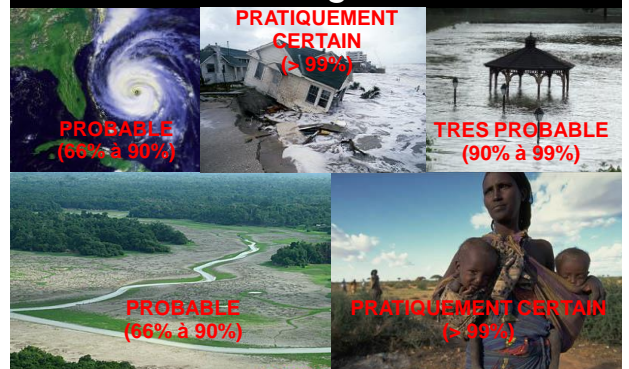 PRATIQUEMENT
CERTAIN
(> 99%)
PROBABLE
(66% à 90%)
TRES PROBABLE
(90% à 99%)
PROBABLE
(66% à 90%)
PRATIQUEMENT CERTAIN
(> 99%)